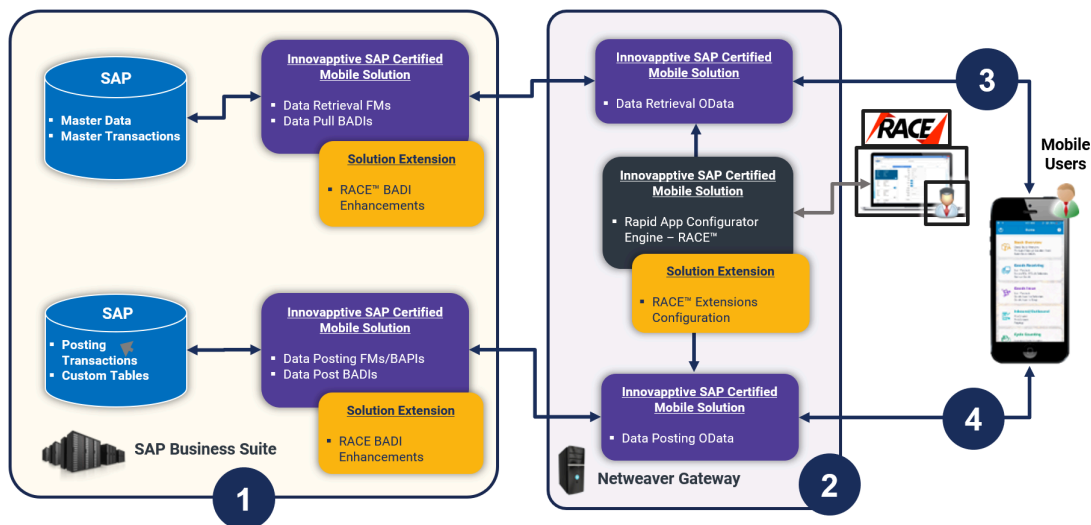 SAP
▪ Master Data
▪ Master Transactions
Innovapptive SAP Certified
Mobile Solution
▪ Data Retrieval FMs
▪ Data Pull BADIs
Solution Extension
▪ RACE™ BADI
Enhancements
SAP
▪ Posting
Transactions
▪ Custom Tables
Innovapptive SAP Certified
Mobile Solution
▪ Data Posting FMs/BAPIs
▪ Data Post BADIs
Solution Extension
▪ RACE BADI
Enhancements
SAP Business Suite
1
Innovapptive SAP Certified
Mobile Solution
▪ Data Retrieval OData
Innovapptive SAP Certified
Mobile Solution
▪ Rapid App Configurator
Engine – RACE™
Solution Extension
▪ RACE™ Extensions
Configuration
Innovapptive SAP Certified
Mobile Solution
▪ Data Posting OData
Netweaver Gateway
2
3
RACE
Mobile
Users
4